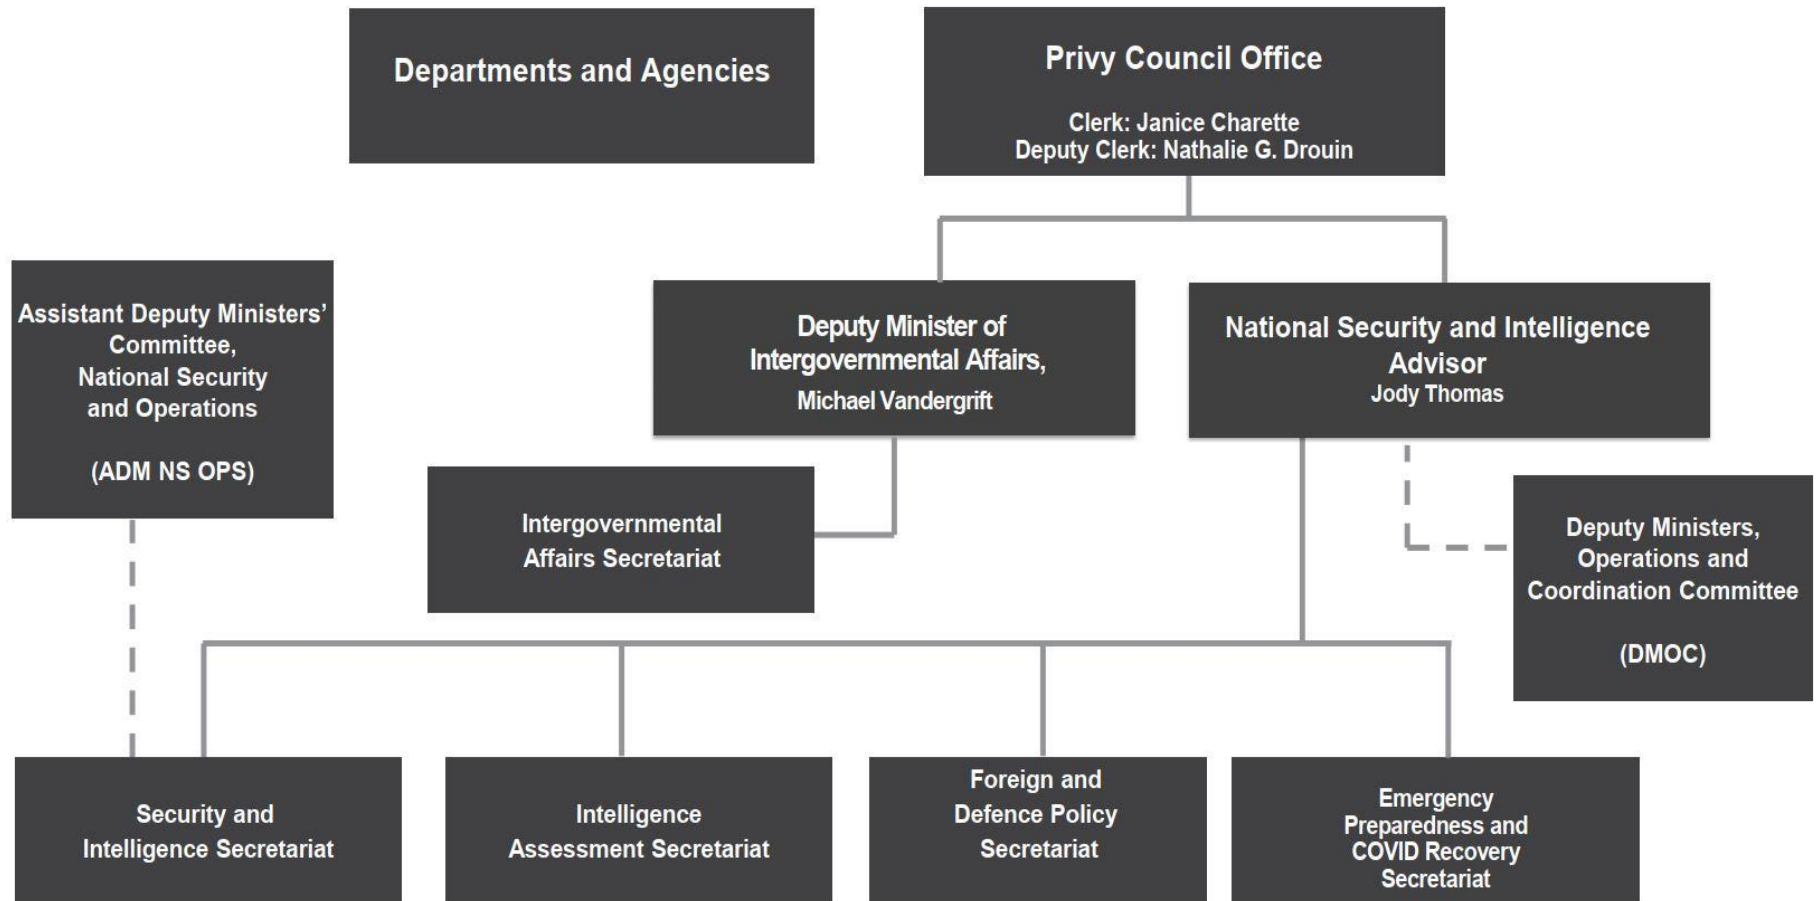 Departments and Agencies
Privy Council Office
Clerk: Janice Charette
Deputy Clerk: Nathalie G. Drouin
Assistant Deputy Ministers’
Committee,
National Security
and Operations
(ADM NS OPS)
Deputy Minister of
Intergovernmental Affairs,
Michael Vandergrift
National Security and Intelligence
Advisor
Jody Thomas
Intergovernmental
Affairs Secretariat
Deputy Ministers,
Operations and
Coordination Committee
(DMOC)
Security and
Intelligence Secretariat
Intelligence
Assessment Secretariat
Foreign and
Defence Policy
Secretariat
Emergency
Preparedness and
COVID Recovery
Secretariat